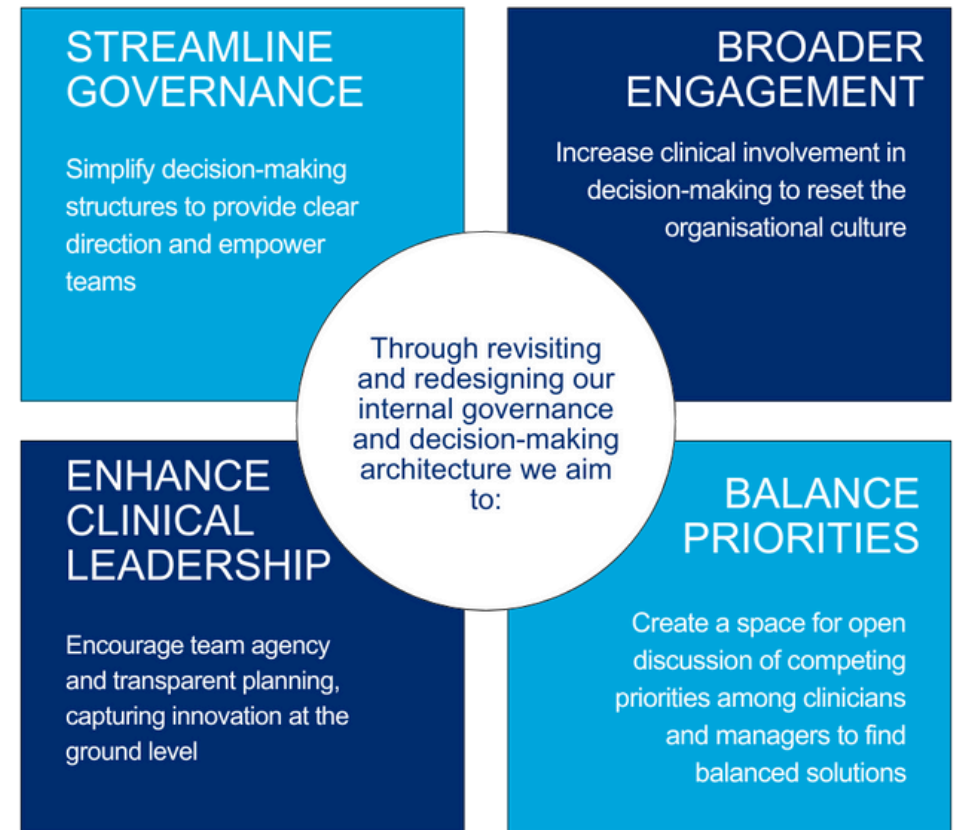 STREAMLINE
GOVERNANCE
Simplify decision-making
structures to provide clear
direction and empower
teams
BROADER
ENGAGEMENT
Increase clinical involvement in
decision-making to reset the
organisational culture
Through revisiting
and redesigning our
internal governance
and decision-making
architecture we aim
to:
ENHANCE
CLINICAL
LEADERSHIP
Encourage team agency
and transparent planning,
capturing innovation at the
ground level
BALANCE
PRIORITIES
Create a space for open
discussion of competing
priorities among clinicians
and managers to find
balanced solutions